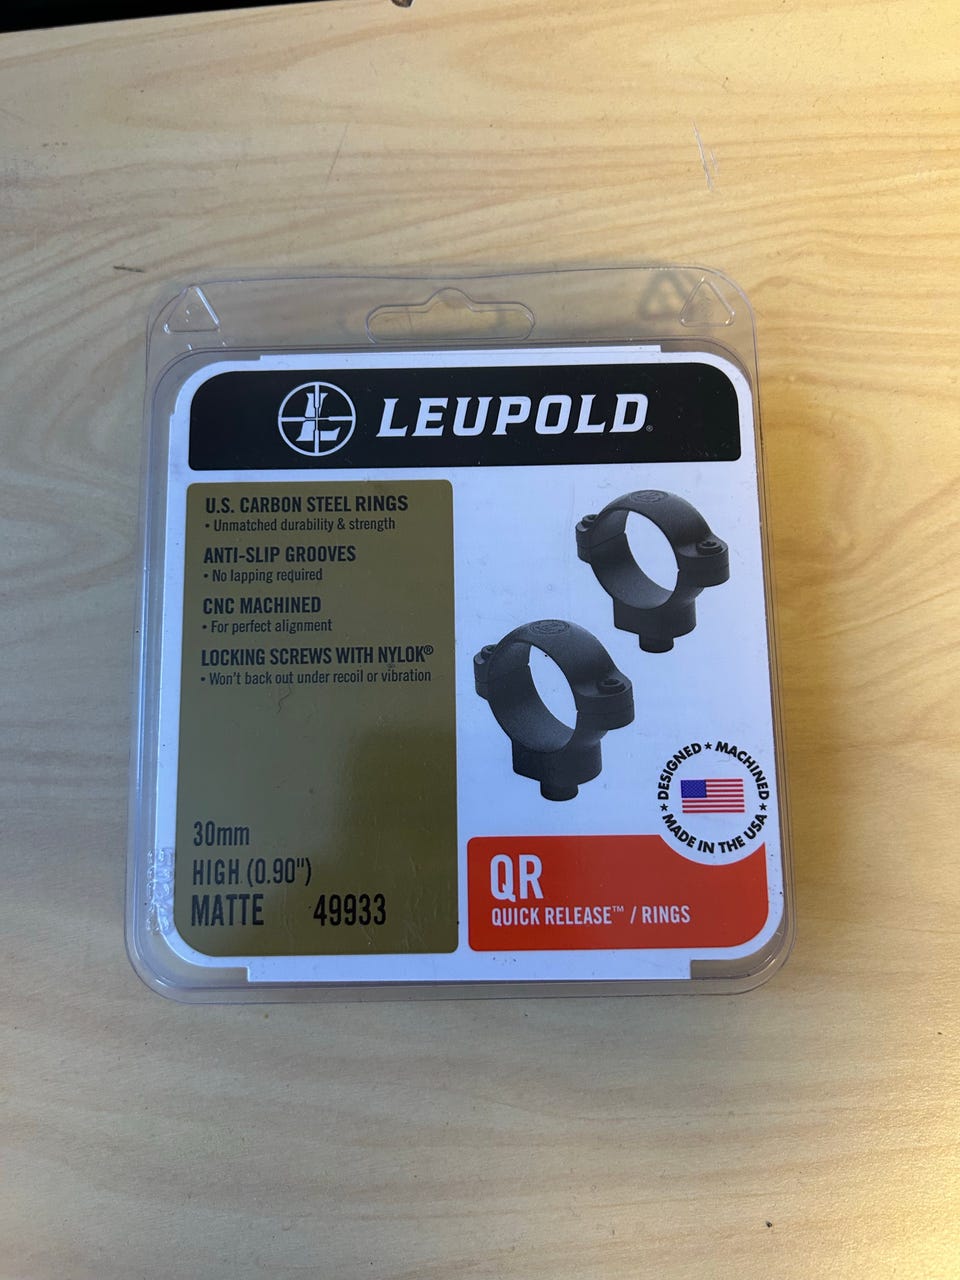 LEUPOLD®
U.S. CARBON STEEL RINGS
• Unmatched durability & strength
ANTI-SLIP GROOVES
• No lapping required
CNC MACHINED
• For perfect alignment
LOCKING SCREWS WITH NYLOK®
• Won't back out under recoil or vibration
30mm
HIGH (0.90")
MATTE 49933
DESIGNED ★ MACHINED
★ MADE IN THE USA ★
QR
QUICK RELEASE™ / RINGS